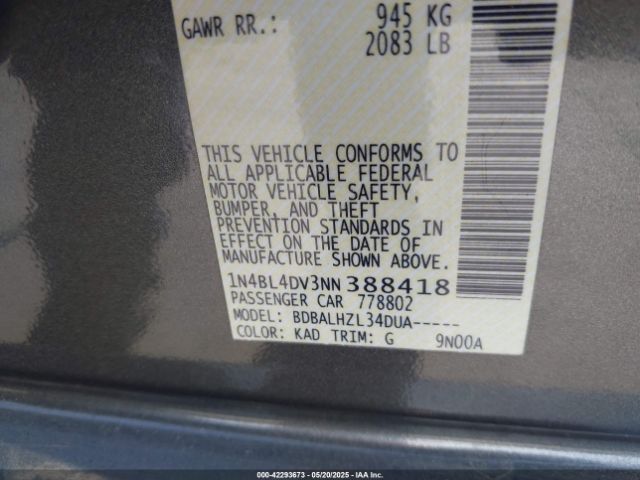 GAWR RR.: 945 KG
2083 LB
THIS VEHICLE CONFORMS TO
ALL APPLICABLE FEDERAL
MOTOR VEHICLE SAFETY,
BUMPER, AND THEFT
PREVENTION STANDARDS IN
EFFECT ON THE DATE OF
MANUFACTURE SHOWN ABOVE.
1N4BL4DV3NN388418
PASSENGER CAR 778802
MODEL: BDBALHZL34DUA-----
COLOR: KAD TRIM: G 9N00A
000-42293673 - 05/20/2025 - IAA Inc.